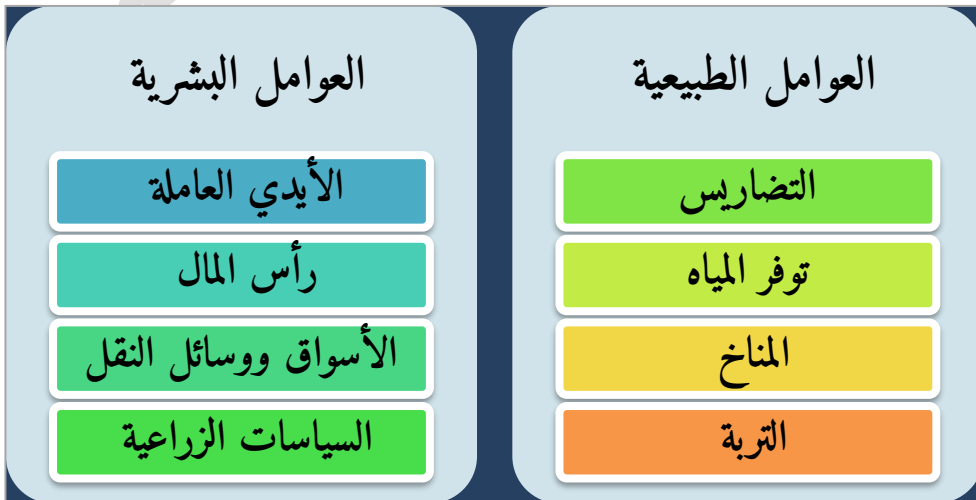 العوامل الطبيعية
التضاريس
توفر المياه
المناخ
التربة
العوامل البشرية
الأيدي العاملة
رأس المال
الأسواق ووسائل النقل
السياسات الزراعية